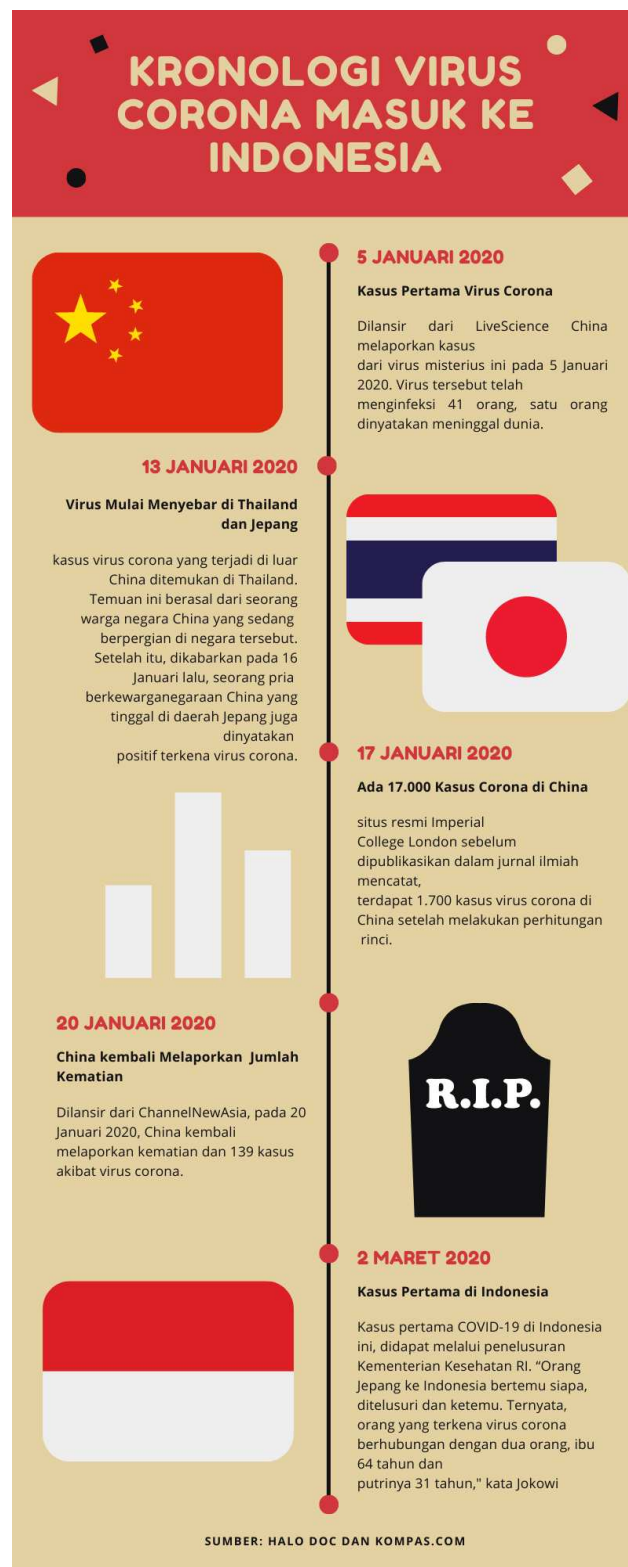 KRONOLOGI VIRUS
CORONA MASUK KE
INDONESIA
5 JANUARI 2020
Kasus Pertama Virus Corona
Dilansir dari LiveScience China
melaporkan kasus
dari virus misterius ini pada 5 Januari
2020. Virus tersebut telah
menginfeksi 41 orang, satu orang
dinyatakan meninggal dunia.
13 JANUARI 2020
Virus Mulai Menyebar di Thailand
dan Jepang
kasus virus corona yang terjadi di luar
China ditemukan di Thailand.
Temuan ini berasal dari seorang
warga negara China yang sedang
berpergian di negara tersebut.
Setelah itu, dikabarkan pada 16
Januari lalu, seorang pria
berkewarganegaraan China yang
tinggal di daerah Jepang juga
dinyatakan
positif terkena virus corona.
17 JANUARI 2020
Ada 17.000 Kasus Corona di China
situs resmi Imperial
College London sebelum
dipublikasikan dalam jurnal ilmiah
mencatat,
terdapat 1.700 kasus virus corona di
China setelah melakukan perhitungan
rinci.
20 JANUARI 2020
China kembali Melaporkan Jumlah
Kematian
Dilansir dari ChannelNewAsia, pada 20
Januari 2020, China kembali
melaporkan kematian dan 139 kasus
akibat virus corona.
R.I.P.
2 MARET 2020
Kasus Pertama di Indonesia
Kasus pertama COVID-19 di Indonesia
ini, didapat melalui penelusuran
Kementerian Kesehatan RI. “Orang
Jepang ke Indonesia bertemu siapa,
ditelusuri dan ketemu. Ternyata,
orang yang terkena virus corona
berhubungan dengan dua orang, ibu
64 tahun dan
putrinya 31 tahun," kata Jokowi
SUMBER: HALO DOC DAN KOMPAS.COM